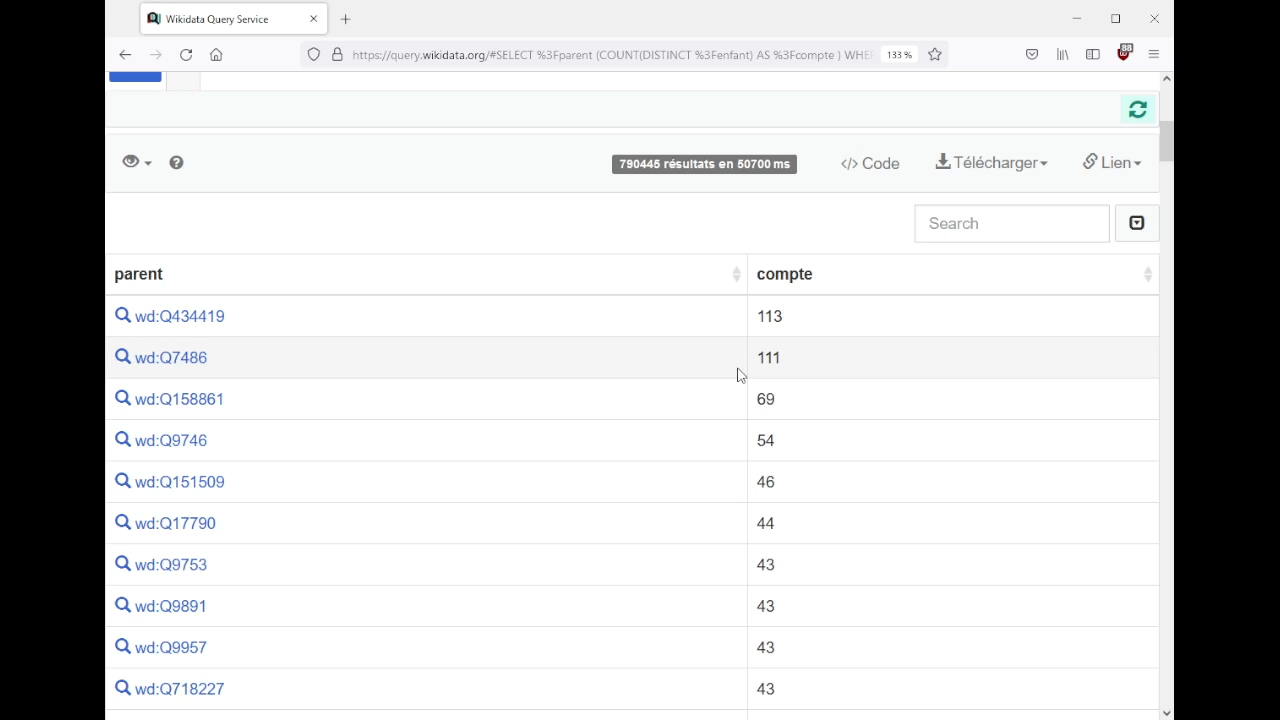 Wikidata Query Service
https://query.wikidata.org/#SELECT %3Fparent (COUNT(DISTINCT %3Fenfant) AS %3Fcompte ) WHE
133 %
88
790445 résultats en 50700 ms
</> Code
Télécharger
Lien
Search
parent compte
wd:Q434419 113
wd:Q7486 111
wd:Q158861 69
wd:Q9746 54
wd:Q151509 46
wd:Q17790 44
wd:Q9753 43
wd:Q9891 43
wd:Q9957 43
wd:Q718227 43